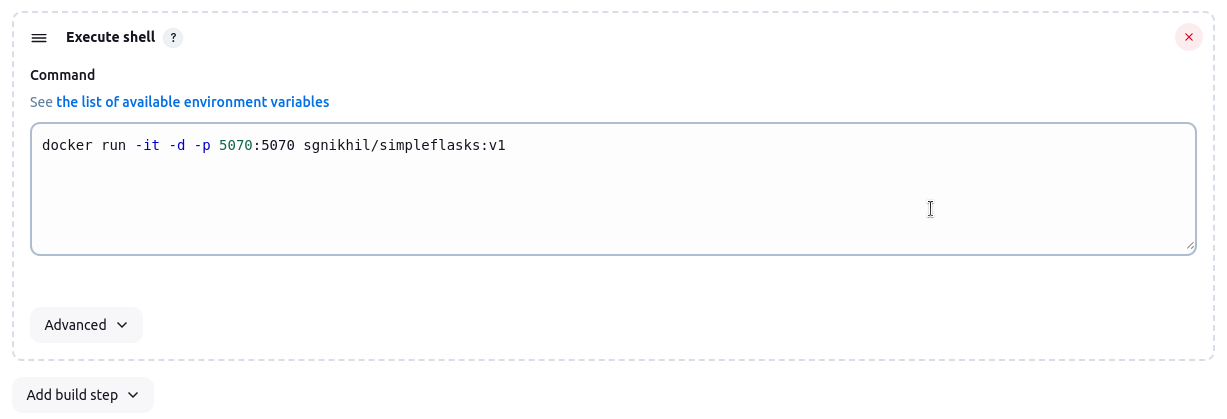 Execute shell ?
Command
See the list of available environment variables
docker run -it -d -p 5070:5070 sgnikhil/simpleflasks:v1
Advanced
Add build step